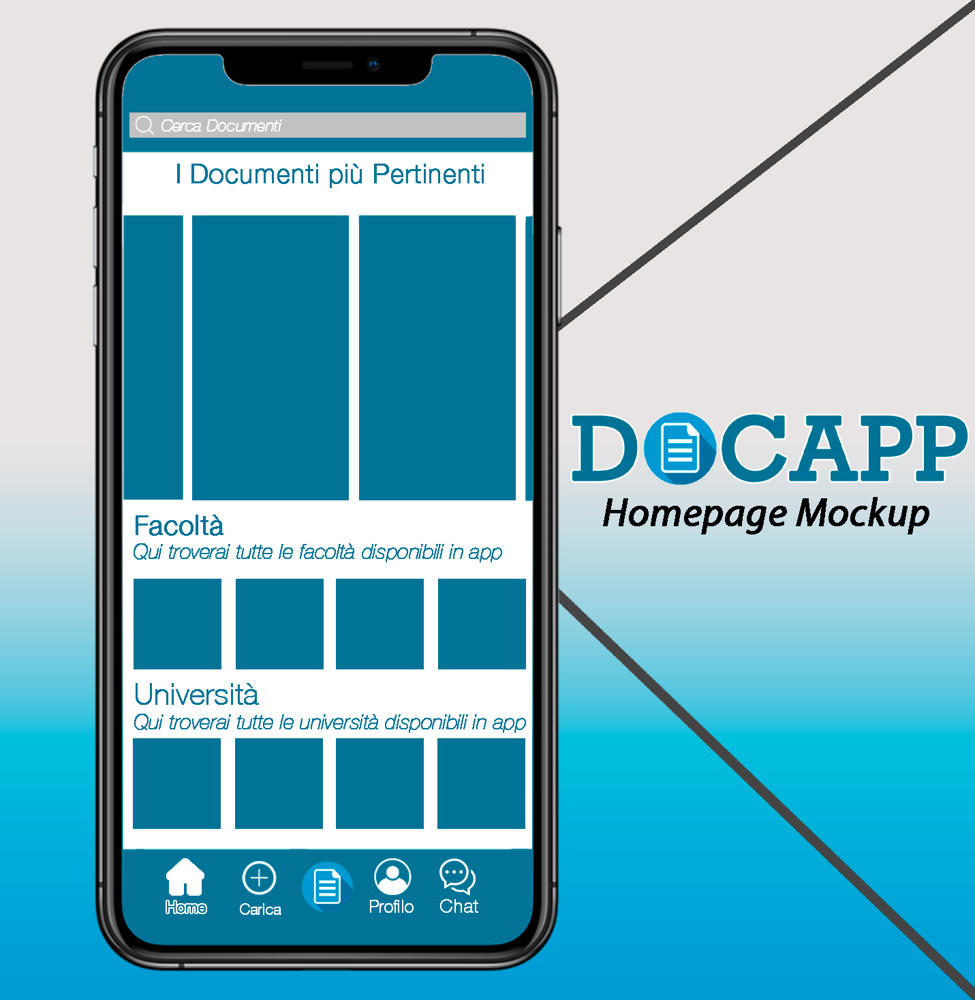 Cerca Documenti
I Documenti più Pertinenti
Facoltà
Qui troverai tutte le facoltà disponibili in app
Università
Qui troverai tutte le università disponibili in app
Home
Carica
Profilo
Chat
DOCAPP
Homepage Mockup